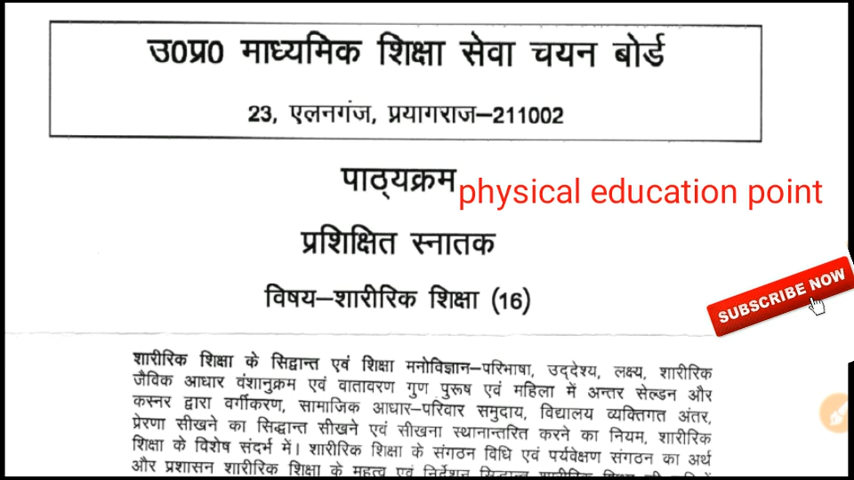 उ0प्र0 माध्यमिक शिक्षा सेवा चयन बोर्ड
23, एलनगंज, प्रयागराज–211002
पाठ्यक्रम physical education point
प्रशिक्षित स्नातक
विषय–शारीरिक शिक्षा (16)
SUBSCRIBE NOW
शारीरिक शिक्षा के सिद्वान्त एवं शिक्षा मनोविज्ञान–परिभाषा, उद्देश्य, लक्ष्य, शारीरिक
जैविक आधार वंशानुक्रम एवं वातावरण गुण पुरूष एवं महिला में अन्तर सेल्डन और
कस्नर द्वारा वर्गीकरण, सामाजिक आधार–परिवार समुदाय, विद्यालय व्यक्तिगत अंतर,
प्रेरणा सीखने का सिद्धान्त सीखने एवं सीखना स्थानान्तरित करने का नियम, शारीरिक
शिक्षा के विशेष संदर्भ में। शारीरिक शिक्षा के संगठन विधि एवं पर्यवेक्षण संगठन का अर्थ
और प्रशासन शारीरिक शिक्षा के महत्व एवं निर्देशन